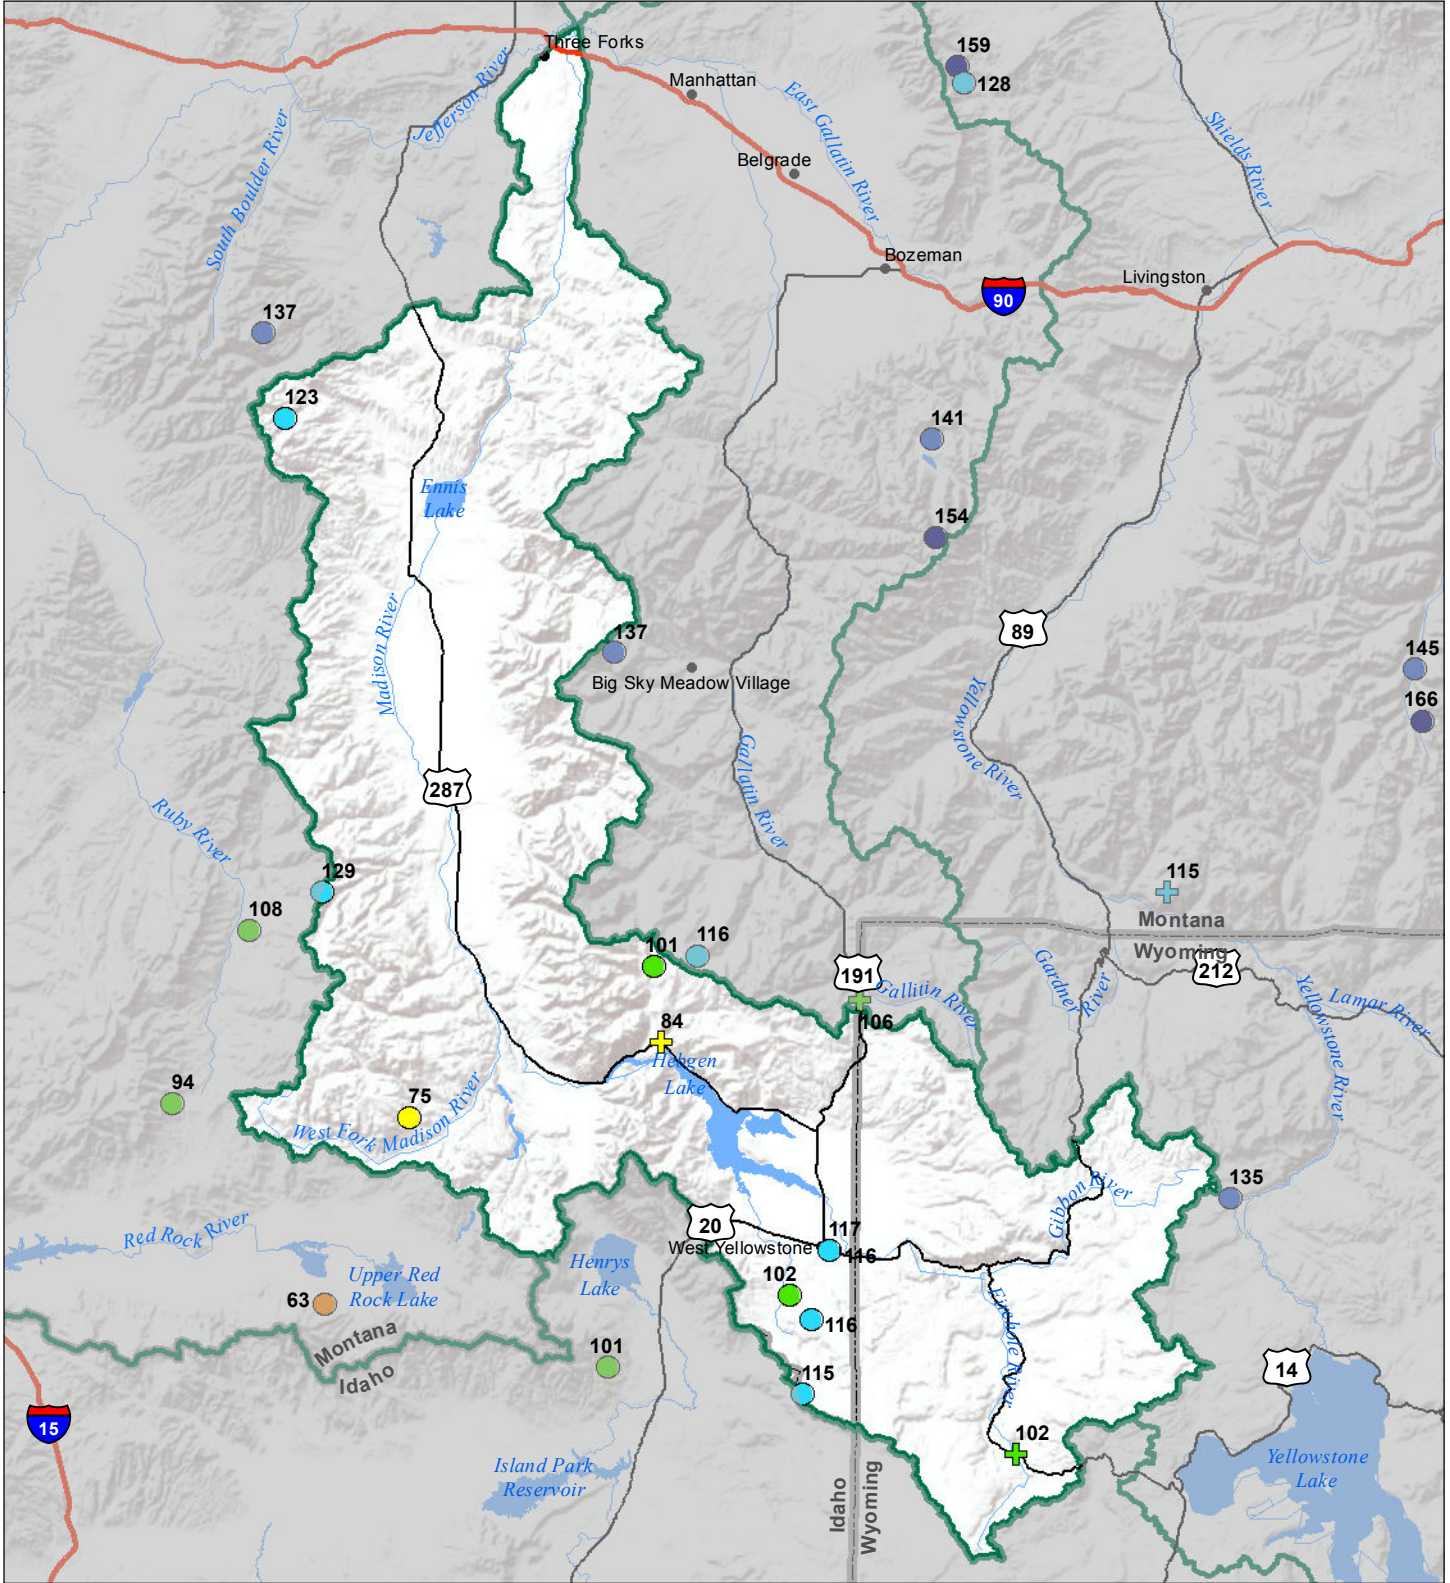 Three Forks
159
Manhattan
128
Jefferson River
East Gallatin River
Shields River
South Boulder River
Belgrade
Bozeman
Livingston
90
137
123
141
Ennis
Lake
154
Madison River
89
137
145
Big Sky Meadow Village
166
Yellowstone River
Gallatin River
287
Ruby River
129
115
108
Montana
Wyoming
101
116
191
212
Gardner River
Gallitin River
Yellowstone River
Lamar River
106
84
Hebgen
Lake
94
75
West Fork Madison River
135
Gibbon River
20
Red Rock River
117
West Yellowstone
116
Henrys
Lake
Upper Red
Rock Lake
102
63
116
Firehole River
Montana
Idaho
101
115
14
15
102
Island Park
Reservoir
Yellowstone
Lake
Idaho
Wyoming